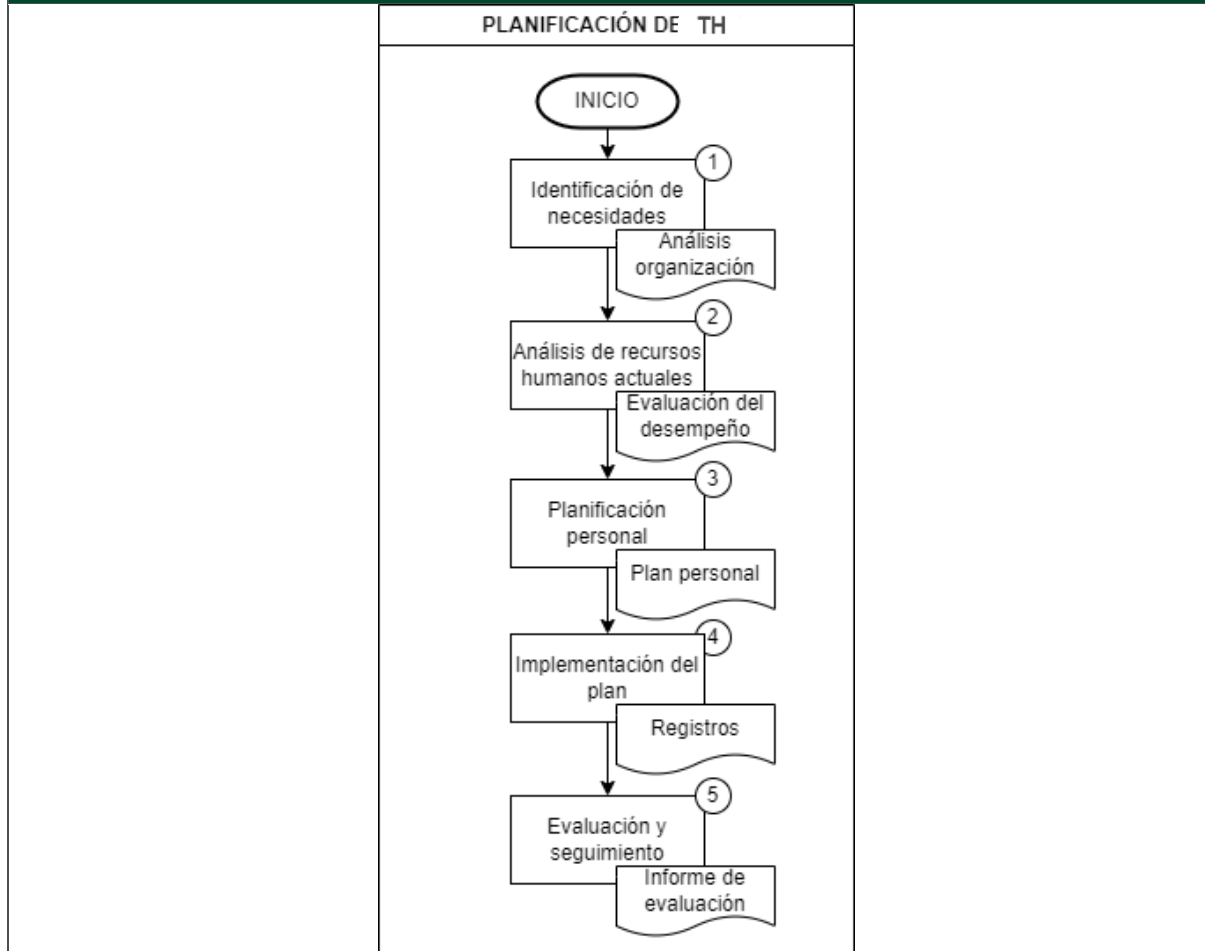 PLANIFICACIÓN DE TH
INICIO
1
Identificación de
necesidades
Análisis
organización
2
Análisis de recursos
humanos actuales
Evaluación del
desempeño
3
Planificación
personal
Plan personal
4
Implementación del
plan
Registros
5
Evaluación y
seguimiento
Informe de
evaluación